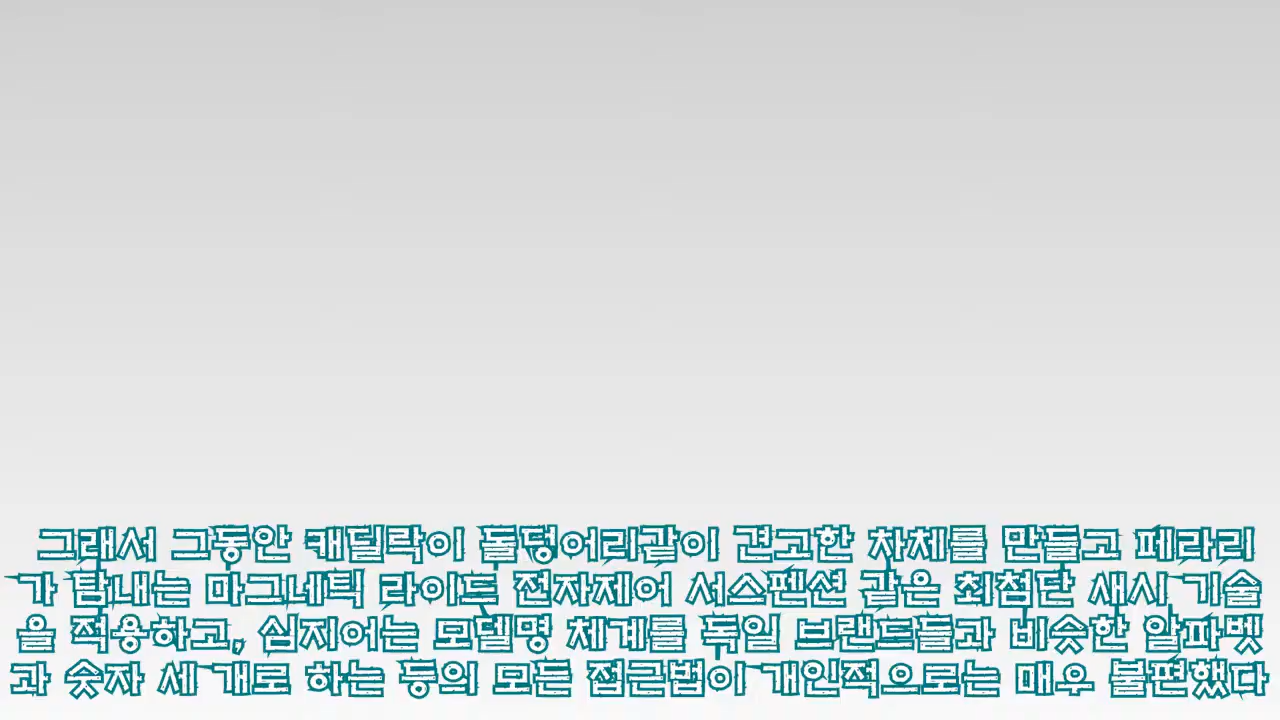 그래서 그동안 캐딜락이 돌덩어리같이 견고한 차체를 만들고 페라리
가 탐내는 마그네틱 라이드 전자제어 서스펜션 같은 최첨단 섀시 기술
을 적용하고, 심지어는 모델명 체계를 독일 브랜드들과 비슷한 알파벳
과 숫자 세 개로 하는 등의 모든 접근법이 개인적으로는 매우 불편했다